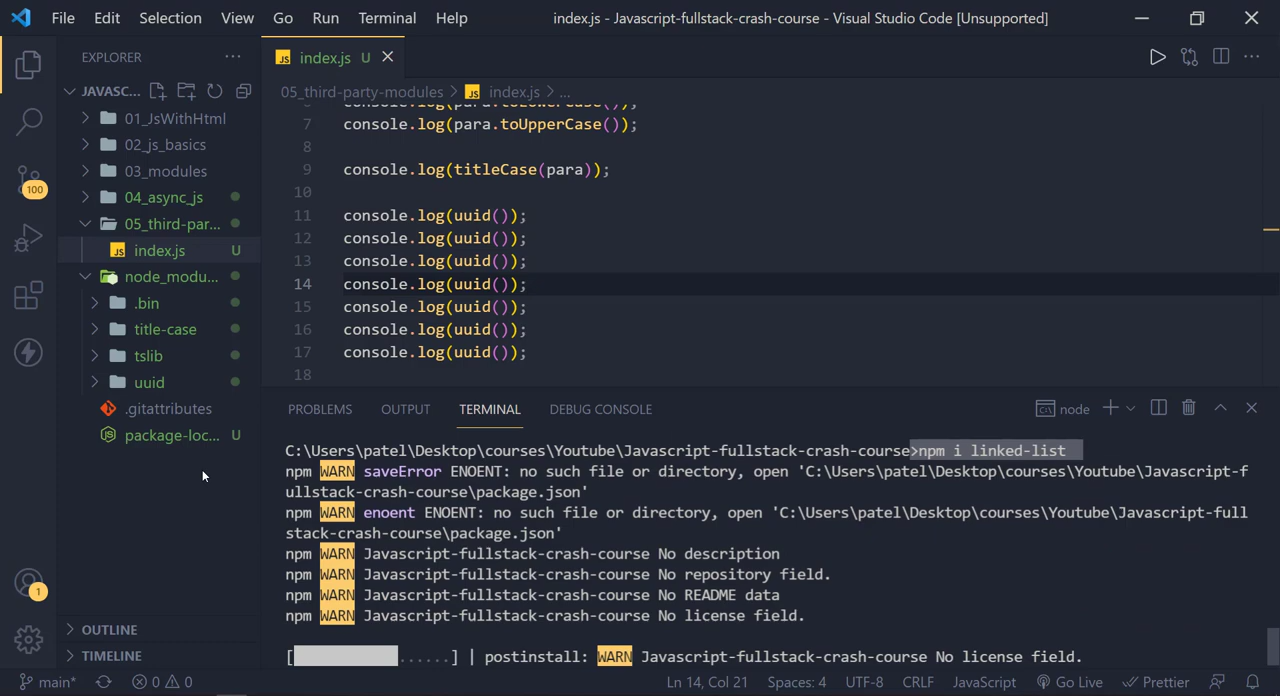 File Edit Selection View Go Run Terminal Help index.js - Javascript-fullstack-crash-course - Visual Studio Code [Unsupported]
EXPLORER ...
JS index.js U
JAVASC...
01_JsWithHtml
02_js_basics
03_modules
100
04_async_js
05_third-par...
JS index.js U
node_modu...
.bin
title-case
tslib
uuid
.gitattributes
package-loc... U
1
OUTLINE
TIMELINE
05_third-party-modules > JS index.js > ...
console.log(para.toLowerCase());
7 console.log(para.toUpperCase());
8
9 console.log(titleCase(para));
10
11 console.log(uuid());
12 console.log(uuid());
13 console.log(uuid());
14 console.log(uuid());
15 console.log(uuid());
16 console.log(uuid());
17 console.log(uuid());
18
PROBLEMS OUTPUT TERMINAL DEBUG CONSOLE node
C:\Users\patel\Desktop\courses\Youtube\Javascript-fullstack-crash-course>npm i linked-list
npm WARN saveError ENOENT: no such file or directory, open 'C:\Users\patel\Desktop\courses\Youtube\Javascript-f
ullstack-crash-course\package.json'
npm WARN enoent ENOENT: no such file or directory, open 'C:\Users\patel\Desktop\courses\Youtube\Javascript-full
stack-crash-course\package.json'
npm WARN Javascript-fullstack-crash-course No description
npm WARN Javascript-fullstack-crash-course No repository field.
npm WARN Javascript-fullstack-crash-course No README data
npm WARN Javascript-fullstack-crash-course No license field.
[ ......] | postinstall: WARN Javascript-fullstack-crash-course No license field.
main* 0 0 Ln 14, Col 21 Spaces: 4 UTF-8 CRLF JavaScript Go Live Prettier